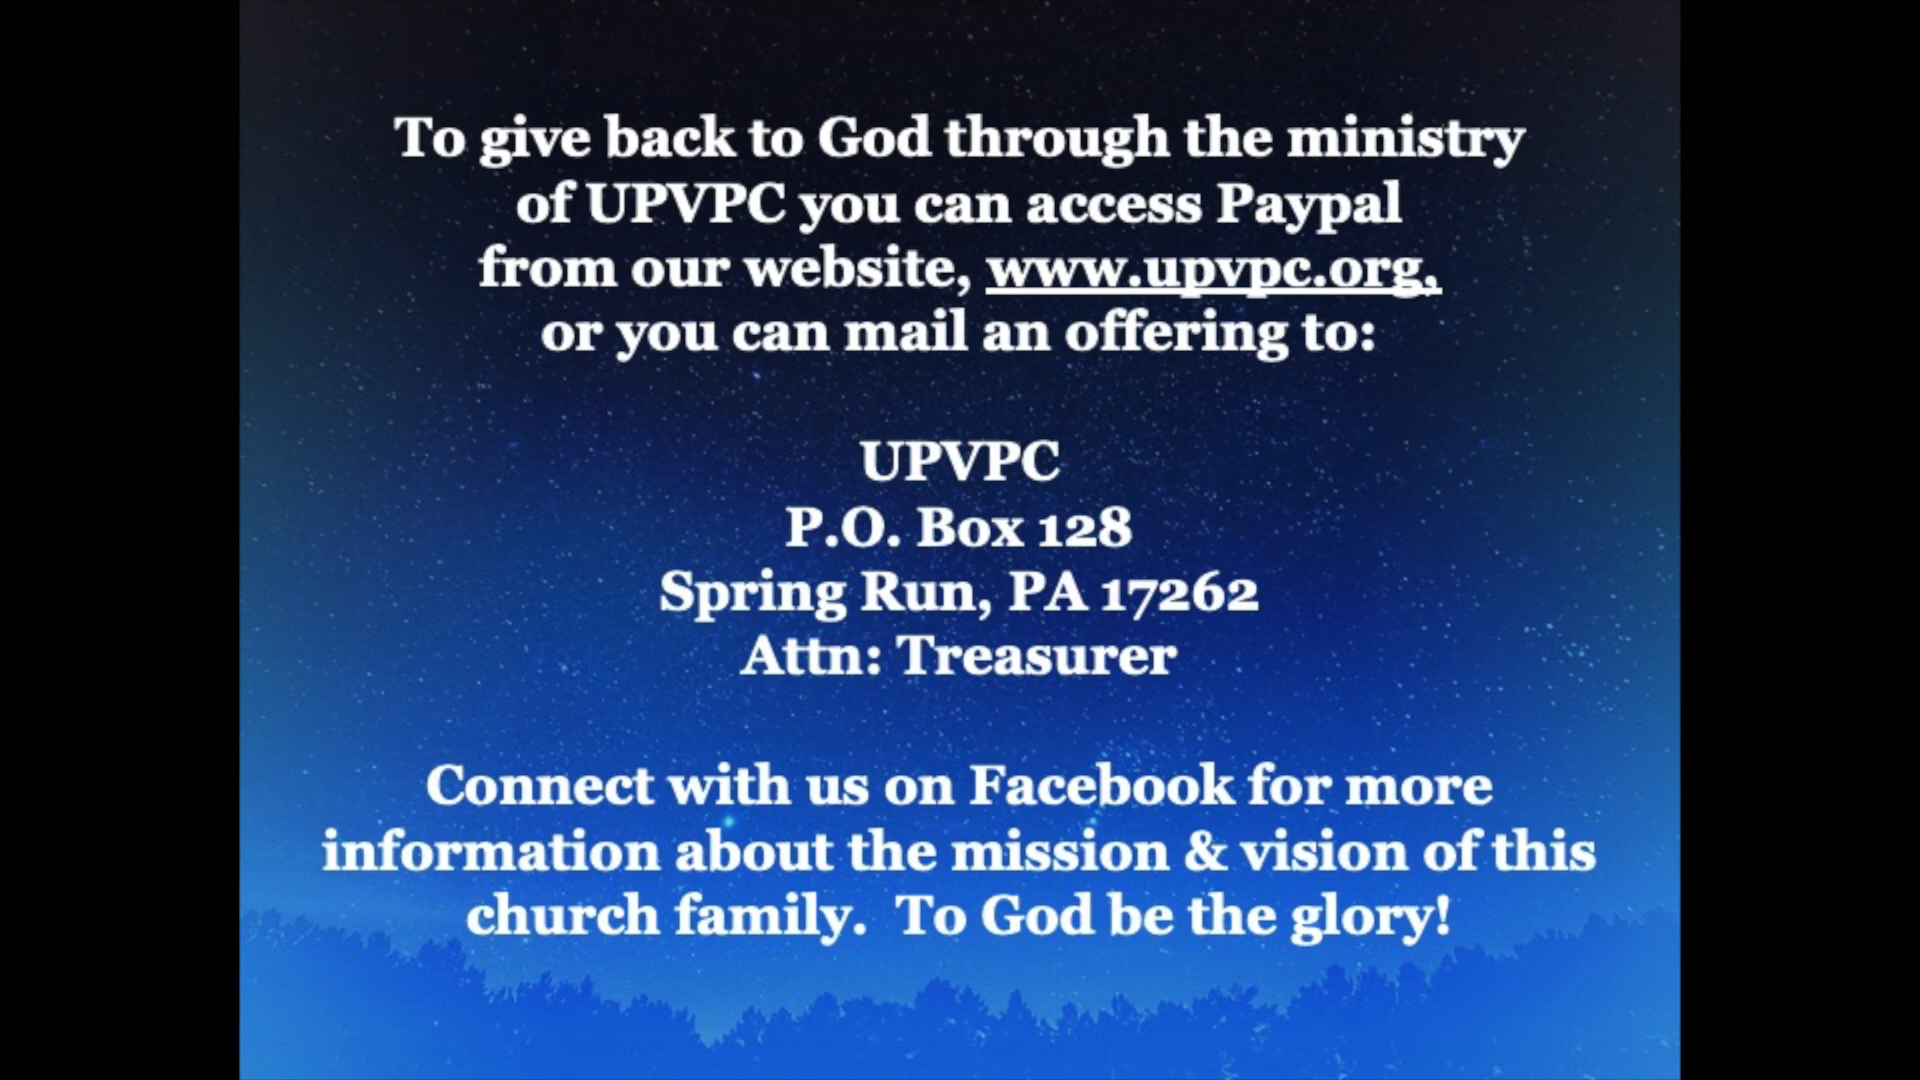 To give back to God through the ministry
of UPVPC you can access Paypal
from our website, www.upvpc.org,
or you can mail an offering to:
UPVPC
P.O. Box 128
Spring Run, PA 17262
Attn: Treasurer
Connect with us on Facebook for more
information about the mission & vision of this
church family.  To God be the glory!